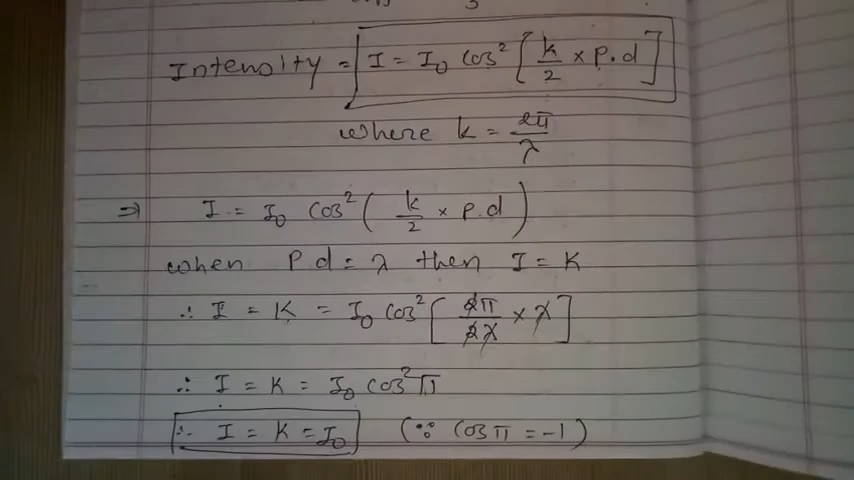 3
Intensity = I = I₀ cos² [k/2 × p.d]
where k = 2π/λ
⇒ I = I₀ cos² (k/2 × p.d)
when p d = λ then I = K
∴ I = K = I₀ cos² [2π/2λ × λ]
∴ I = K = I₀ cos² π
∴ I = K = I₀ (∵ cos π = -1)